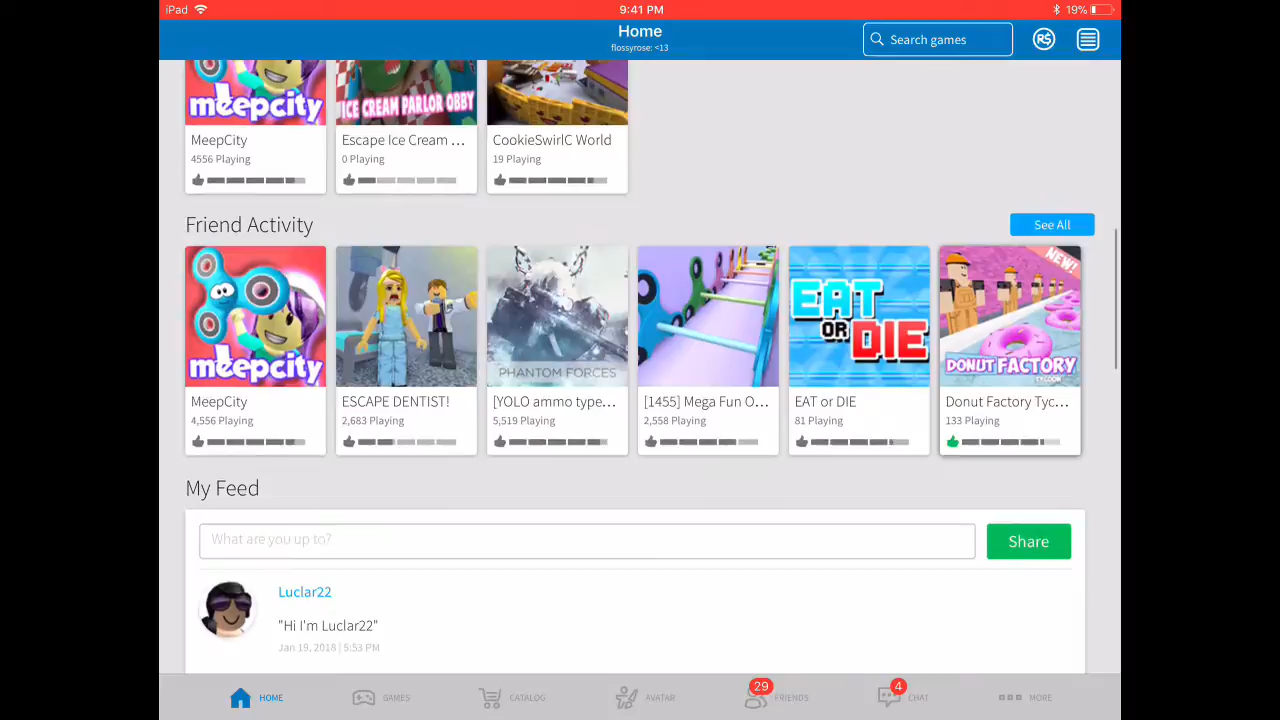 iPad 9:41 PM 19%
Home
flossyrose: <13
Search games
R$
meepcity
ICE CREAM PARLOR OBBY
MeepCity
4556 Playing
Escape Ice Cream ...
0 Playing
CookieSwirlC World
19 Playing
Friend Activity
See All
meepcity
PHANTOM FORCES
EAT
OR DIE
NEW!
DONUT FACTORY
TYCOON
MeepCity
4,556 Playing
ESCAPE DENTIST!
2,683 Playing
[YOLO ammo type...
5,519 Playing
[1455] Mega Fun O...
2,558 Playing
EAT or DIE
81 Playing
Donut Factory Tyc...
133 Playing
My Feed
What are you up to?
Share
Luclar22
"Hi I'm Luclar22"
Jan 19, 2018 | 5:53 PM
HOME
GAMES
CATALOG
AVATAR
29
FRIENDS
4
CHAT
MORE